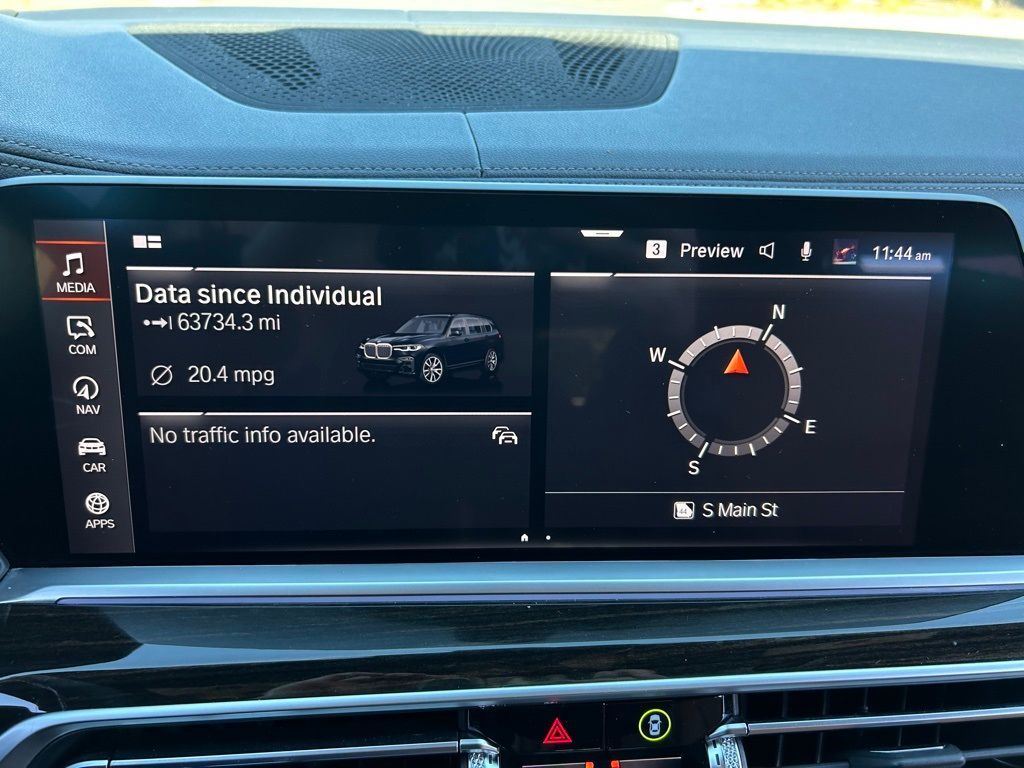 3 Preview 11:44 am
MEDIA
COM
NAV
CAR
APPS
Data since Individual
63734.3 mi
20.4 mpg
No traffic info available.
N
W
E
S
S Main St